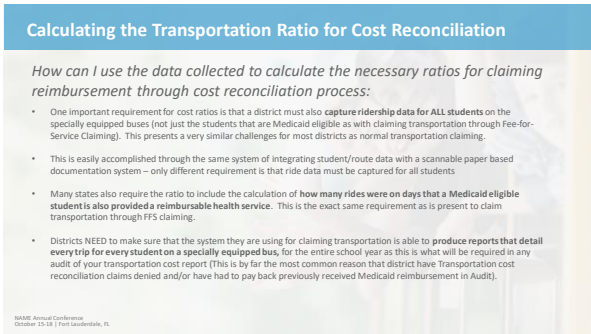 Calculating the Transportation Ratio for Cost Reconciliation
How can I use the data collected to calculate the necessary ratios for claiming
reimbursement through cost reconciliation process:
• One important requirement for cost ratios is that a district must also capture ridership data for ALL students on the
specially equipped buses (not just the students that are Medicaid eligible as with claiming transportation through Fee-for-
Service Claiming). This presents a very similar challenges for most districts as normal transportation claiming.
• This is easily accomplished through the same system of integrating student/route data with a scannable paper based
documentation system – only different requirement is that ride data must be captured for all students
• Many states also require the ratio to include the calculation of how many rides were on days that a Medicaid eligible
student is also provided a reimbursable health service. This is the exact same requirement as is present to claim
transportation through FFS claiming.
• Districts NEED to make sure that the system they are using for claiming transportation is able to produce reports that detail
every trip for every student on a specially equipped bus, for the entire school year as this is what will be required in any
audit of your transportation cost report (This is by far the most common reason that district have Transportation cost
reconciliation claims denied and/or have had to pay back previously received Medicaid reimbursement in Audit).
NAME Annual Conference
October 15-18 | Fort Lauderdale, FL